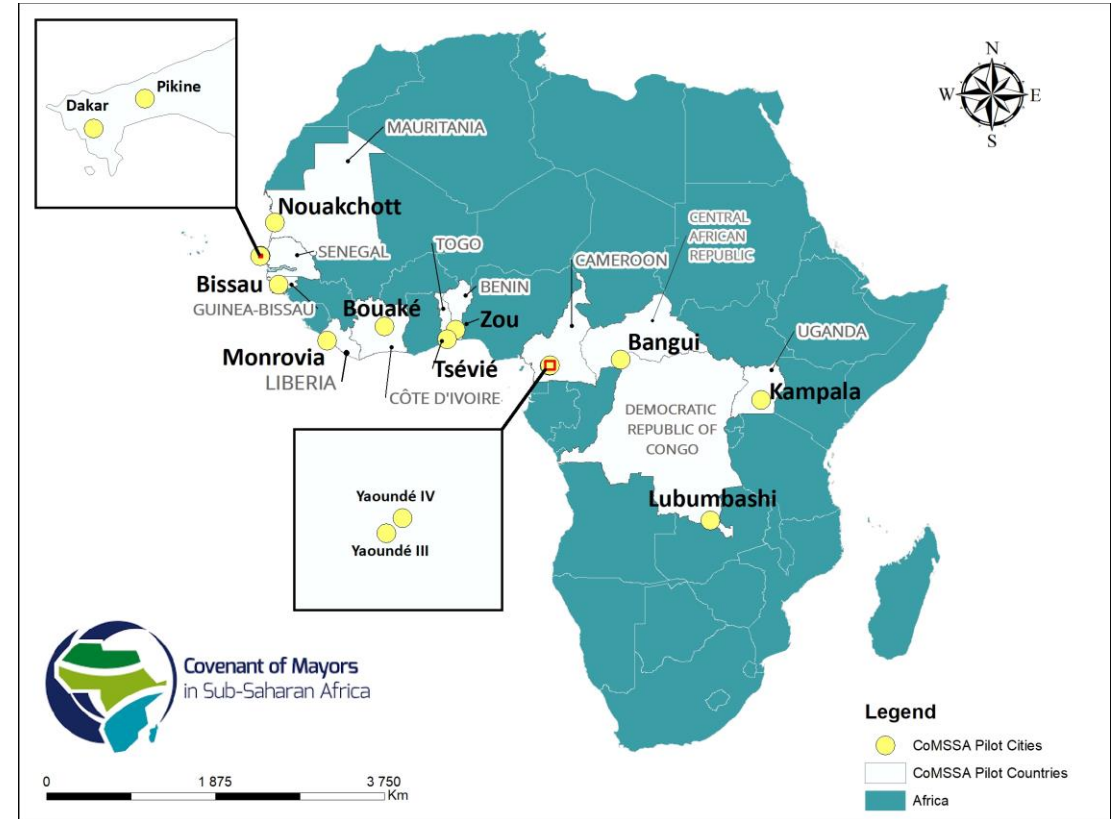 Pikine
Dakar
N
W
E
S
MAURITANIA
Nouakchott
CENTRAL
AFRICAN
REPUBLIC
TOGO
SENEGAL
CAMEROON
Bissau
BENIN
GUINEA-BISSAU
Bouaké
Zou
UGANDA
Monrovia
Bangui
LIBERIA
Tsévié
CÔTE D'IVOIRE
Kampala
DEMOCRATIC
REPUBLIC OF
CONGO
Yaoundé IV
Yaoundé III
Lubumbashi
Covenant of Mayors
in Sub-Saharan Africa
Legend
CoMSSA Pilot Cities
CoMSSA Pilot Countries
Africa
0 1 875 3 750
Km